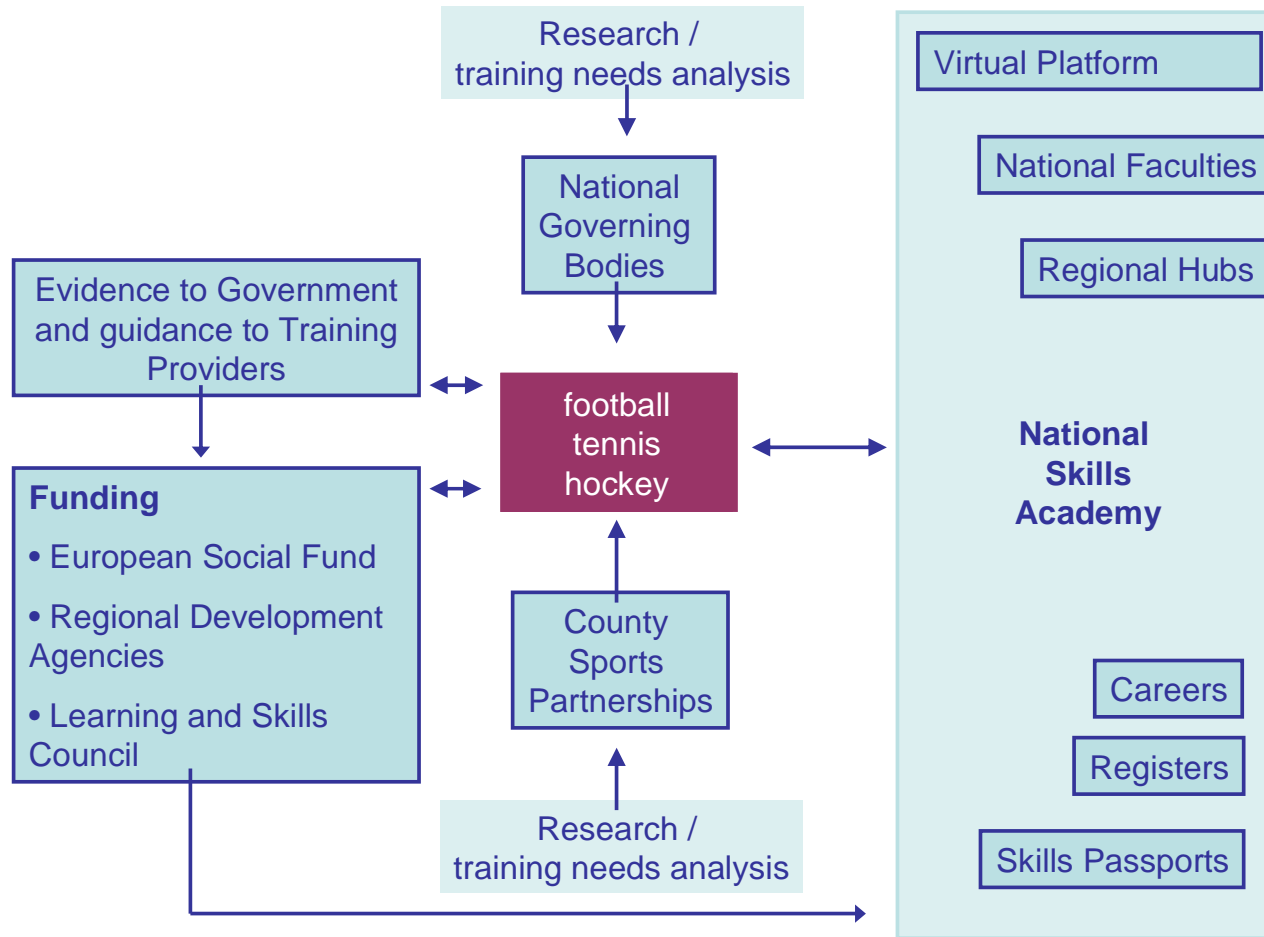 Research /
training needs analysis
National
Governing
Bodies
Evidence to Government
and guidance to Training
Providers
football
tennis
hockey
Funding
• European Social Fund
• Regional Development
Agencies
• Learning and Skills
Council
County
Sports
Partnerships
Research /
training needs analysis
Virtual Platform
National Faculties
Regional Hubs
National
Skills
Academy
Careers
Registers
Skills Passports